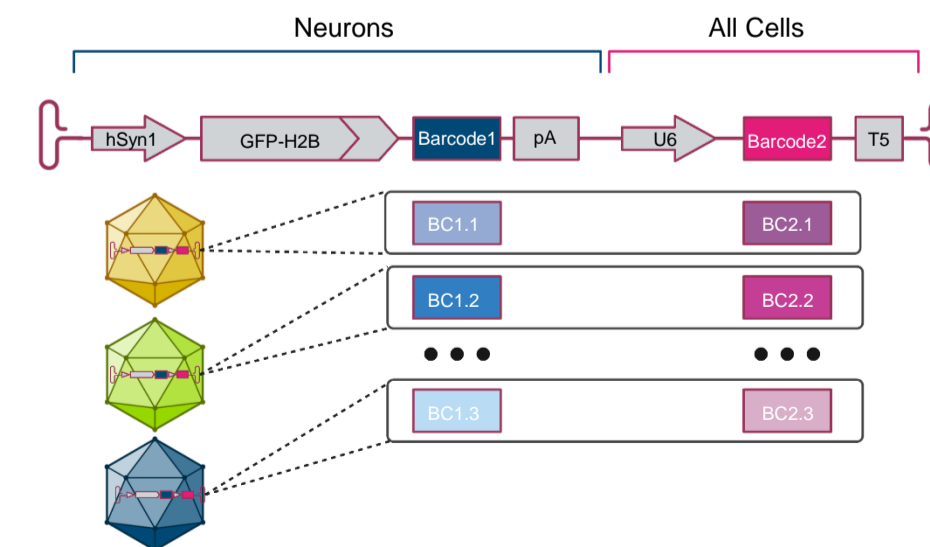 Neurons All Cells
hSyn1 GFP-H2B Barcode1 pA U6 Barcode2 T5
BC1.1 BC2.1
BC1.2 BC2.2
BC1.3 BC2.3